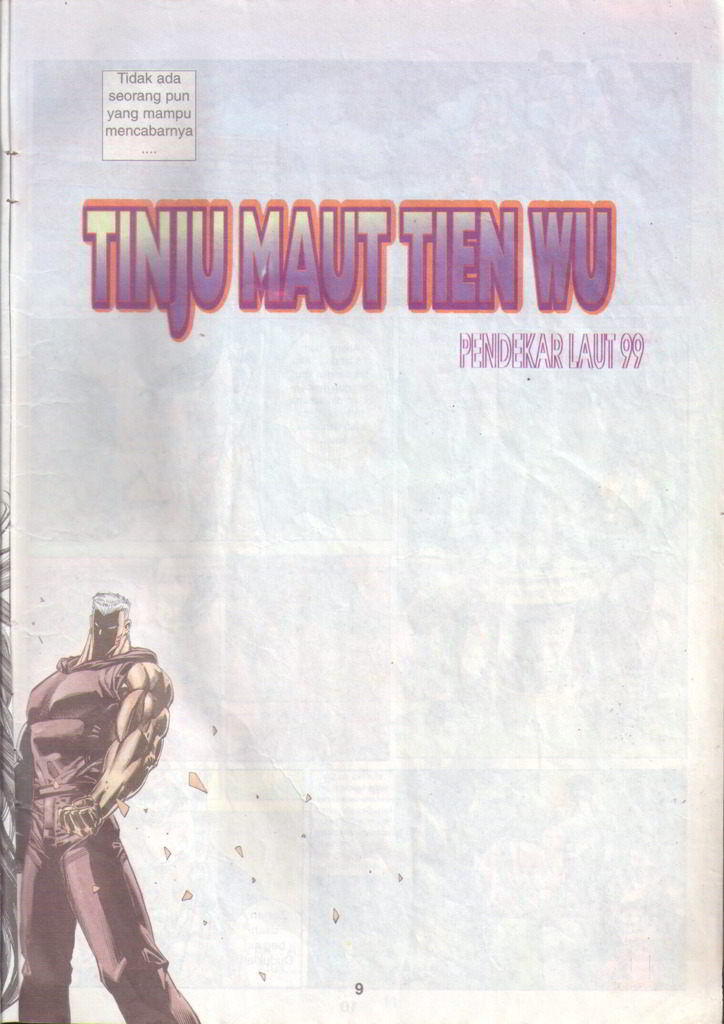 Tidak ada
seorang pun
yang mampu
mencabarnya
....
TINJU MAUT TIEN WU
PENDEKAR LAUT 99
9